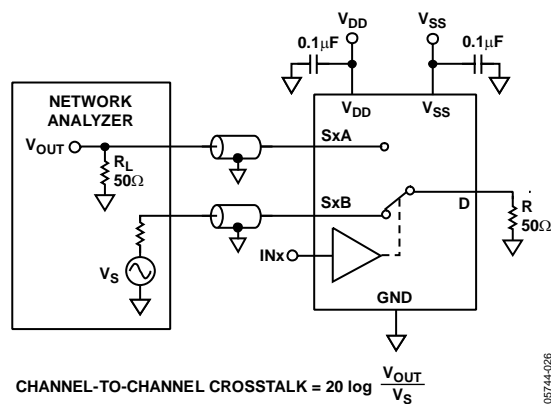 VDD
VSS
0.1µF
0.1µF
VDD
VSS
NETWORK
ANALYZER
VOUT
RL
50Ω
SxA
SxB
D
R
50Ω
VS
INx
GND
CHANNEL-TO-CHANNEL CROSSTALK = 20 log VOUT
VS
05744-026